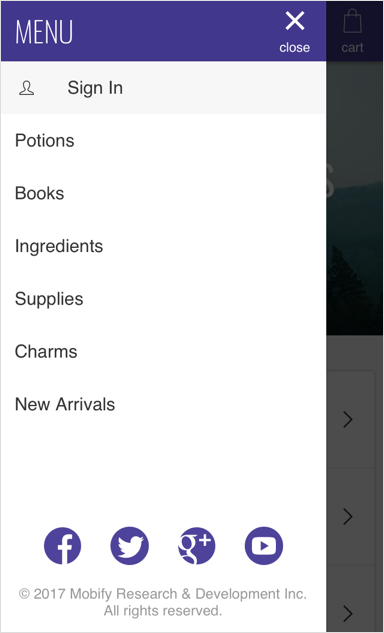 MENU
close
cart
Sign In
Potions
Books
Ingredients
Supplies
Charms
New Arrivals
© 2017 Mobify Research & Development Inc.
All rights reserved.